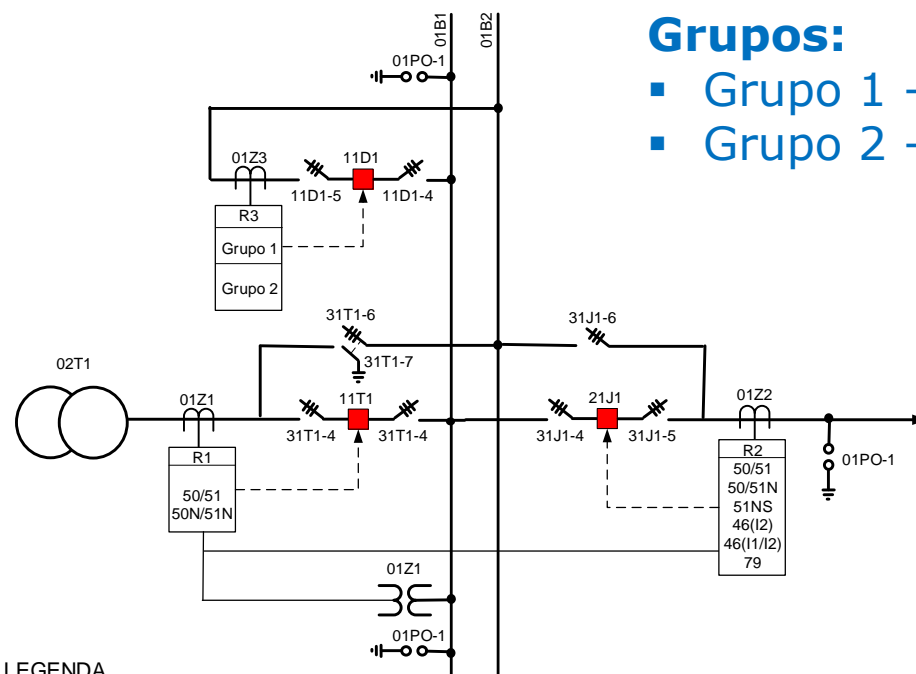 01B1
01B2
Grupos:
▪ Grupo 1 -
▪ Grupo 2 -
01PO-1
01Z3
11D1
11D1-5
11D1-4
R3
Grupo 1
Grupo 2
31T1-6
31J1-6
31T1-7
02T1
01Z1
11T1
21J1
01Z2
31T1-4
31T1-4
31J1-4
31J1-5
R1
50/51
50N/51N
R2
50/51
50/51N
51NS
46(I2)
46(I1/I2)
79
01PO-1
01Z1
01PO-1
LEGENDA